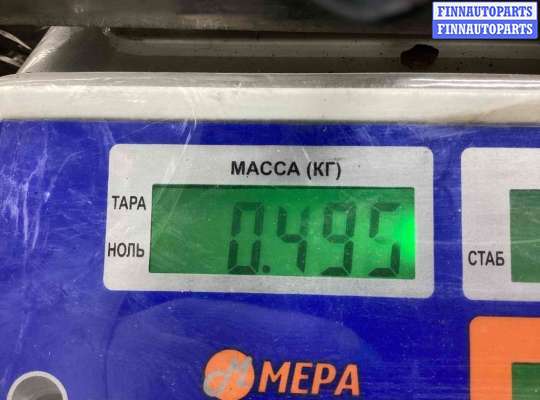 FINNAUTOPARTS
FINNAUTOPARTS
МАССА (КГ)
ТАРА
0.495
НОЛЬ
СТАБ
МЕРА